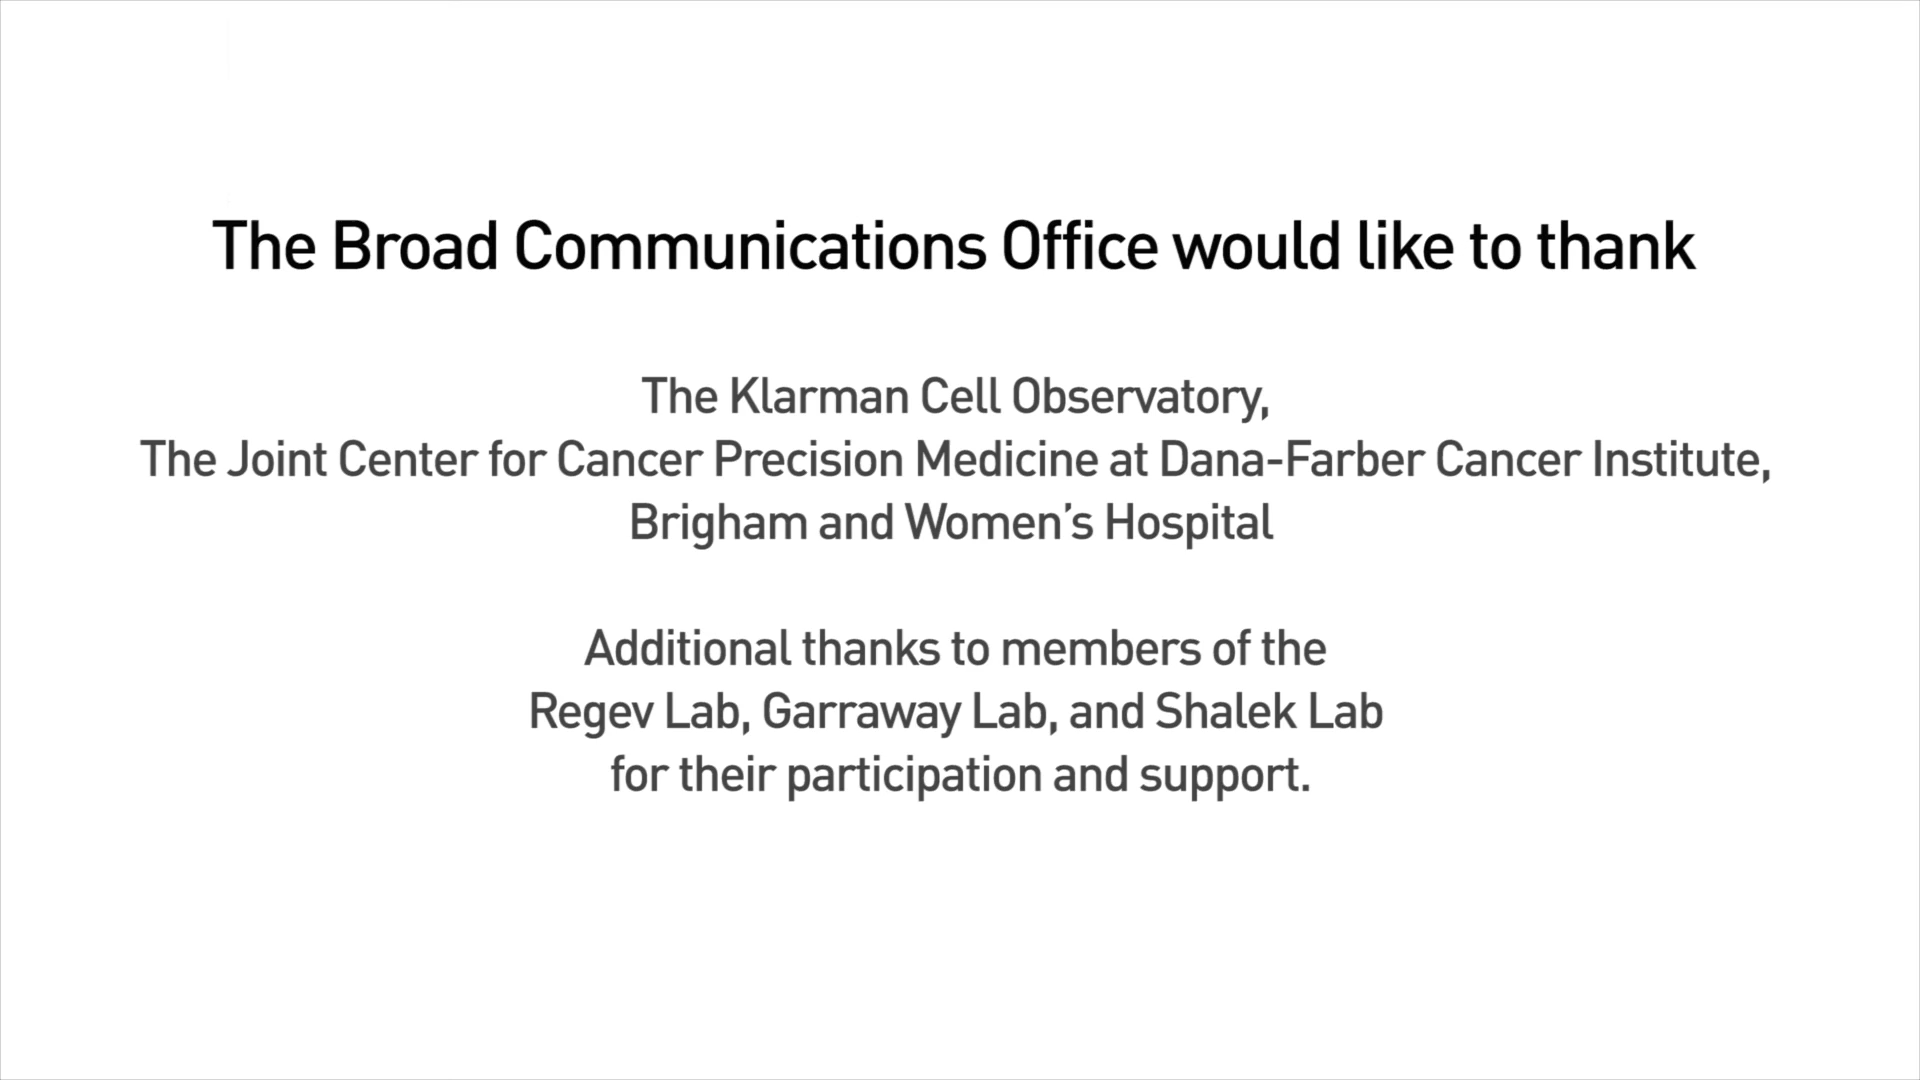 The Broad Communications Office would like to thank
The Klarman Cell Observatory,
The Joint Center for Cancer Precision Medicine at Dana-Farber Cancer Institute,
Brigham and Women’s Hospital
Additional thanks to members of the
Regev Lab, Garraway Lab, and Shalek Lab
for their participation and support.